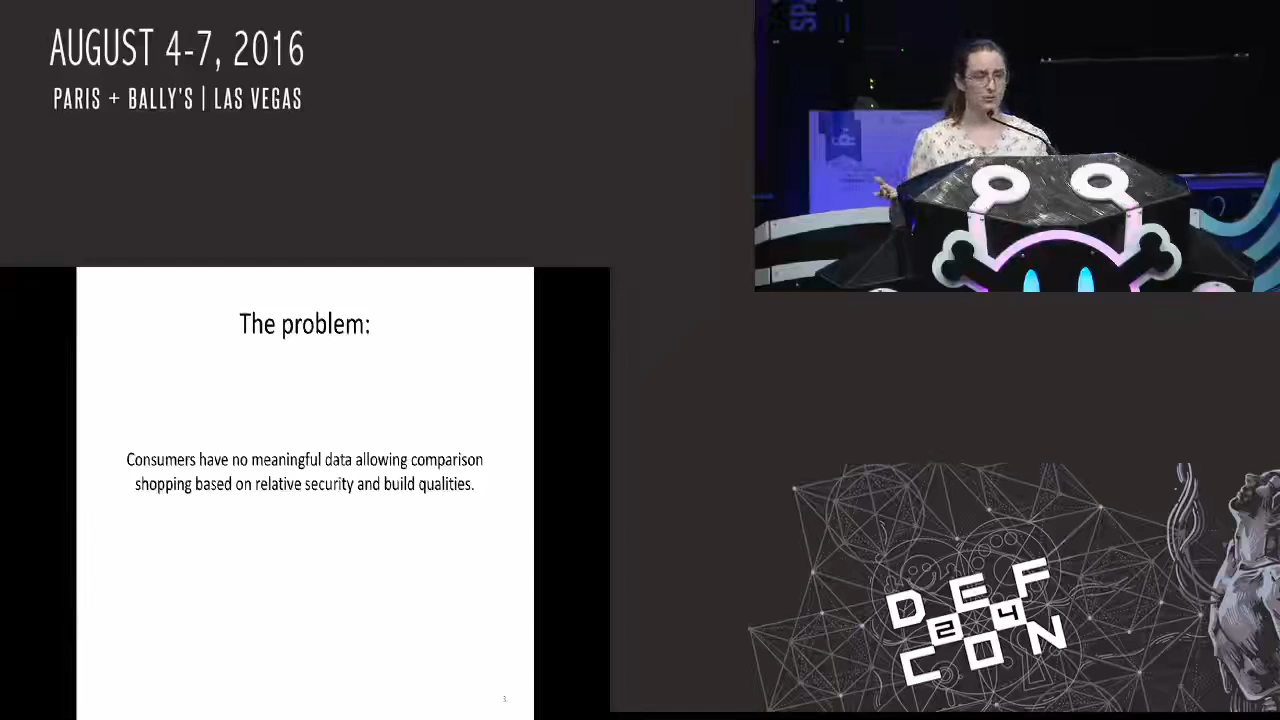 AUGUST 4-7, 2016
PARIS + BALLY'S | LAS VEGAS
The problem:
Consumers have no meaningful data allowing comparison
shopping based on relative security and build qualities.
3
DEF
24
CON